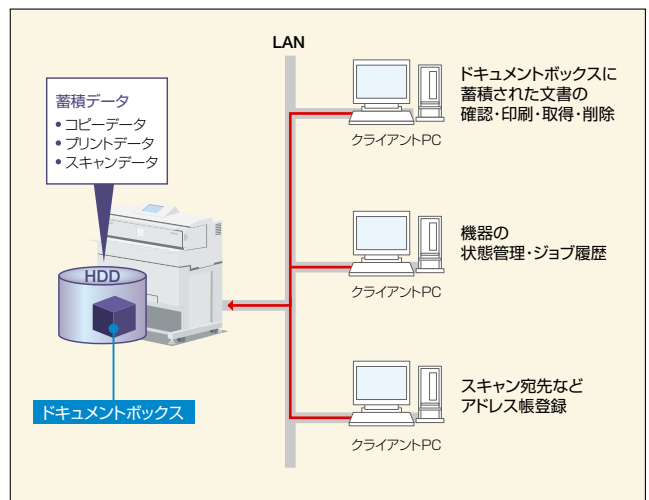 LAN
蓄積データ
• コピーデータ
• プリントデータ
• スキャンデータ
HDD
ドキュメントボックス
ドキュメントボックスに
蓄積された文書の
確認・印刷・取得・削除
クライアントPC
機器の
状態管理・ジョブ履歴
クライアントPC
スキャン宛先など
アドレス帳登録
クライアントPC